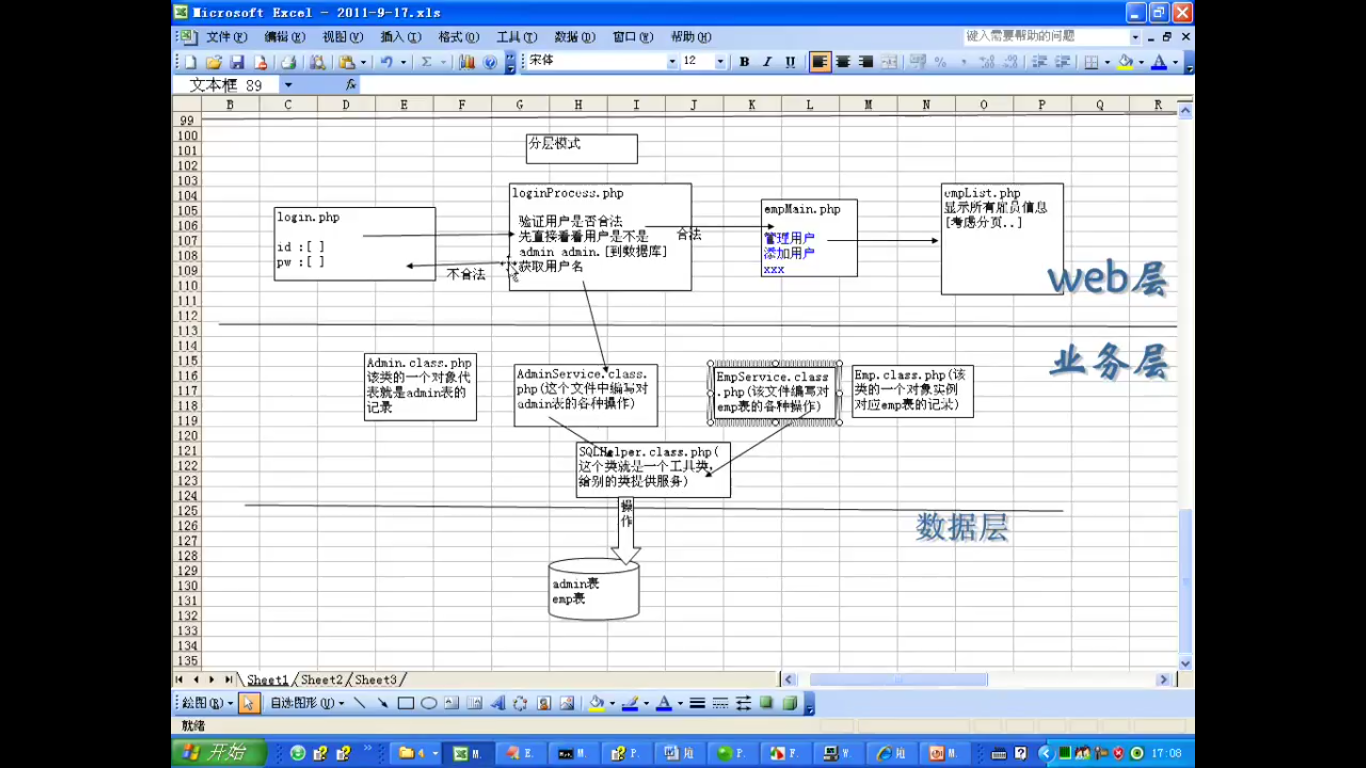 Microsoft Excel - 2011-9-17.xls
文件(F) 编辑(E) 视图(V) 插入(I) 格式(O) 工具(T) 数据(D) 窗口(W) 帮助(H) 键入需要帮助的问题
宋体 12 B I U
文本框 89 fx
B C D E F G H I J K L M N O P Q R
99
100
101
102
103
104
105
106
107
108
109
110
111
112
113
114
115
116
117
118
119
120
121
122
123
124
125
126
127
128
129
130
131
132
133
134
135
分层模式
login.php
id :[ ]
pw :[ ]
loginProcess.php
验证用户是否合法
先直接看看用户是不是
admin admin.[到数据库]
获取用户名
合法
不合法
empMain.php
管理用户
添加用户
xxx
empList.php
显示所有雇员信息
[考虑分页..]
web层
业务层
Admin.class.php
该类的一个对象代
表就是admin表的
记录
AdminService.class.
php(这个文件中编写对
admin表的各种操作)
EmpService.class
.php(该文件编写对
emp表的各种操作)
Emp.class.php(该
类的一个对象实例
对应emp表的记录)
SQLHelper.class.php(
这个类就是一个工具类,
给别的类提供服务)
操
作
数据层
admin表
emp表
Sheet1 Sheet2 Sheet3
绘图(R) 自选图形(U)
就绪
开始 4 M. E. M. P. P. F. W. M. 17:08